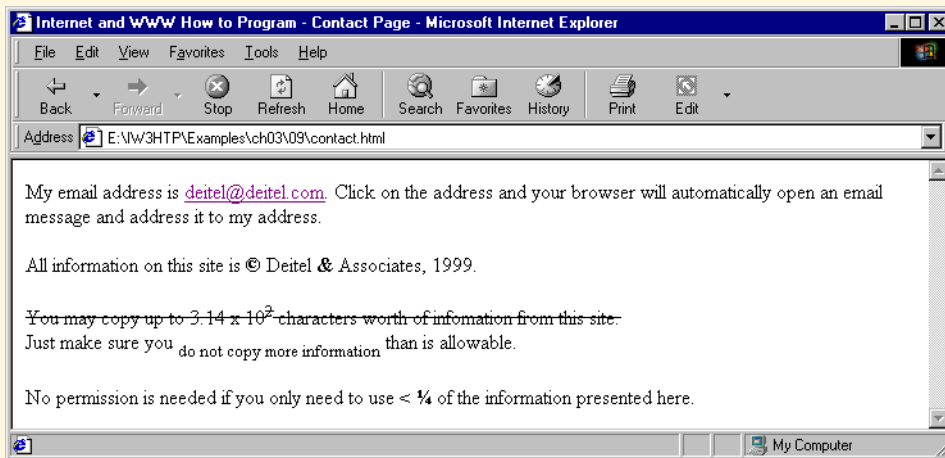 Internet and WWW How to Program - Contact Page - Microsoft Internet Explorer
File Edit View Favorites Tools Help
Back Forward Stop Refresh Home Search Favorites History Print Edit
Address E:\IW3HTP\Examples\ch03\09\contact.html
My email address is deitel@deitel.com. Click on the address and your browser will automatically open an email
message and address it to my address.
All information on this site is © Deitel & Associates, 1999.
You may copy up to 3.14 x 10² characters worth of infomation from this site.
Just make sure you do not copy more information than is allowable.
No permission is needed if you only need to use < ¼ of the information presented here.
My Computer